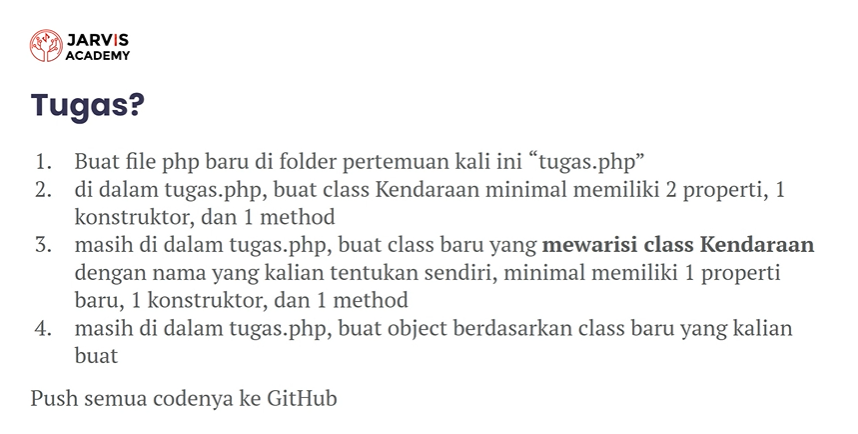 JARVIS
ACADEMY
Tugas?
1. Buat file php baru di folder pertemuan kali ini “tugas.php”
2. di dalam tugas.php, buat class Kendaraan minimal memiliki 2 properti, 1
konstruktor, dan 1 method
3. masih di dalam tugas.php, buat class baru yang mewarisi class Kendaraan
dengan nama yang kalian tentukan sendiri, minimal memiliki 1 properti
baru, 1 konstruktor, dan 1 method
4. masih di dalam tugas.php, buat object berdasarkan class baru yang kalian
buat
Push semua codenya ke GitHub